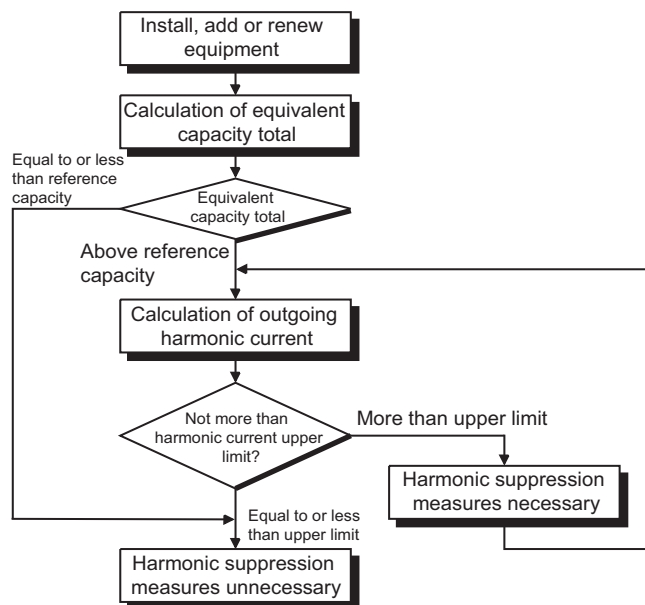 Install, add or renew
equipment
Calculation of equivalent
capacity total
Equal to or less
than reference
capacity
Equivalent
capacity total
Above reference
capacity
Calculation of outgoing
harmonic current
Not more than
harmonic current upper
limit?
More than upper limit
Harmonic suppression
measures necessary
Equal to or less
than upper limit
Harmonic suppression
measures unnecessary